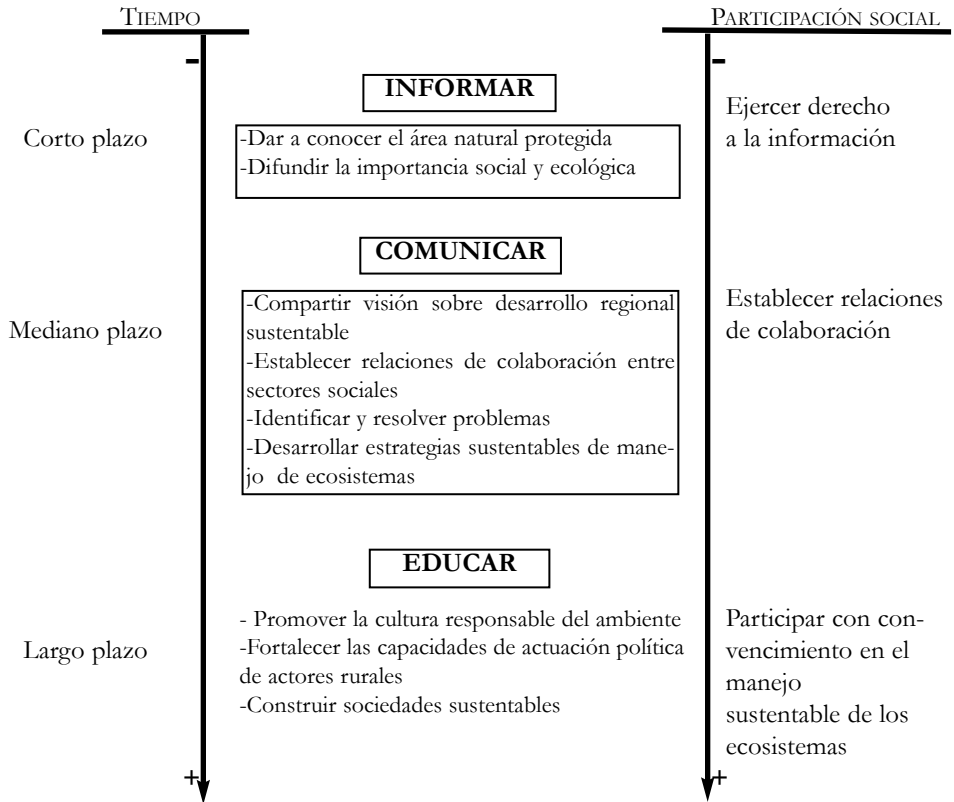 TIEMPO
PARTICIPACIÓN SOCIAL
-
-
INFORMAR
Corto plazo
-Dar a conocer el área natural protegida
-Difundir la importancia social y ecológica
Ejercer derecho
a la información
COMUNICAR
Mediano plazo
-Compartir visión sobre desarrollo regional
sustentable
-Establecer relaciones de colaboración entre
sectores sociales
-Identificar y resolver problemas
-Desarrollar estrategias sustentables de mane-
jo de ecosistemas
Establecer relaciones
de colaboración
EDUCAR
Largo plazo
- Promover la cultura responsable del ambiente
-Fortalecer las capacidades de actuación política
de actores rurales
-Construir sociedades sustentables
Participar con con-
vencimiento en el
manejo
sustentable de los
ecosistemas
+
+